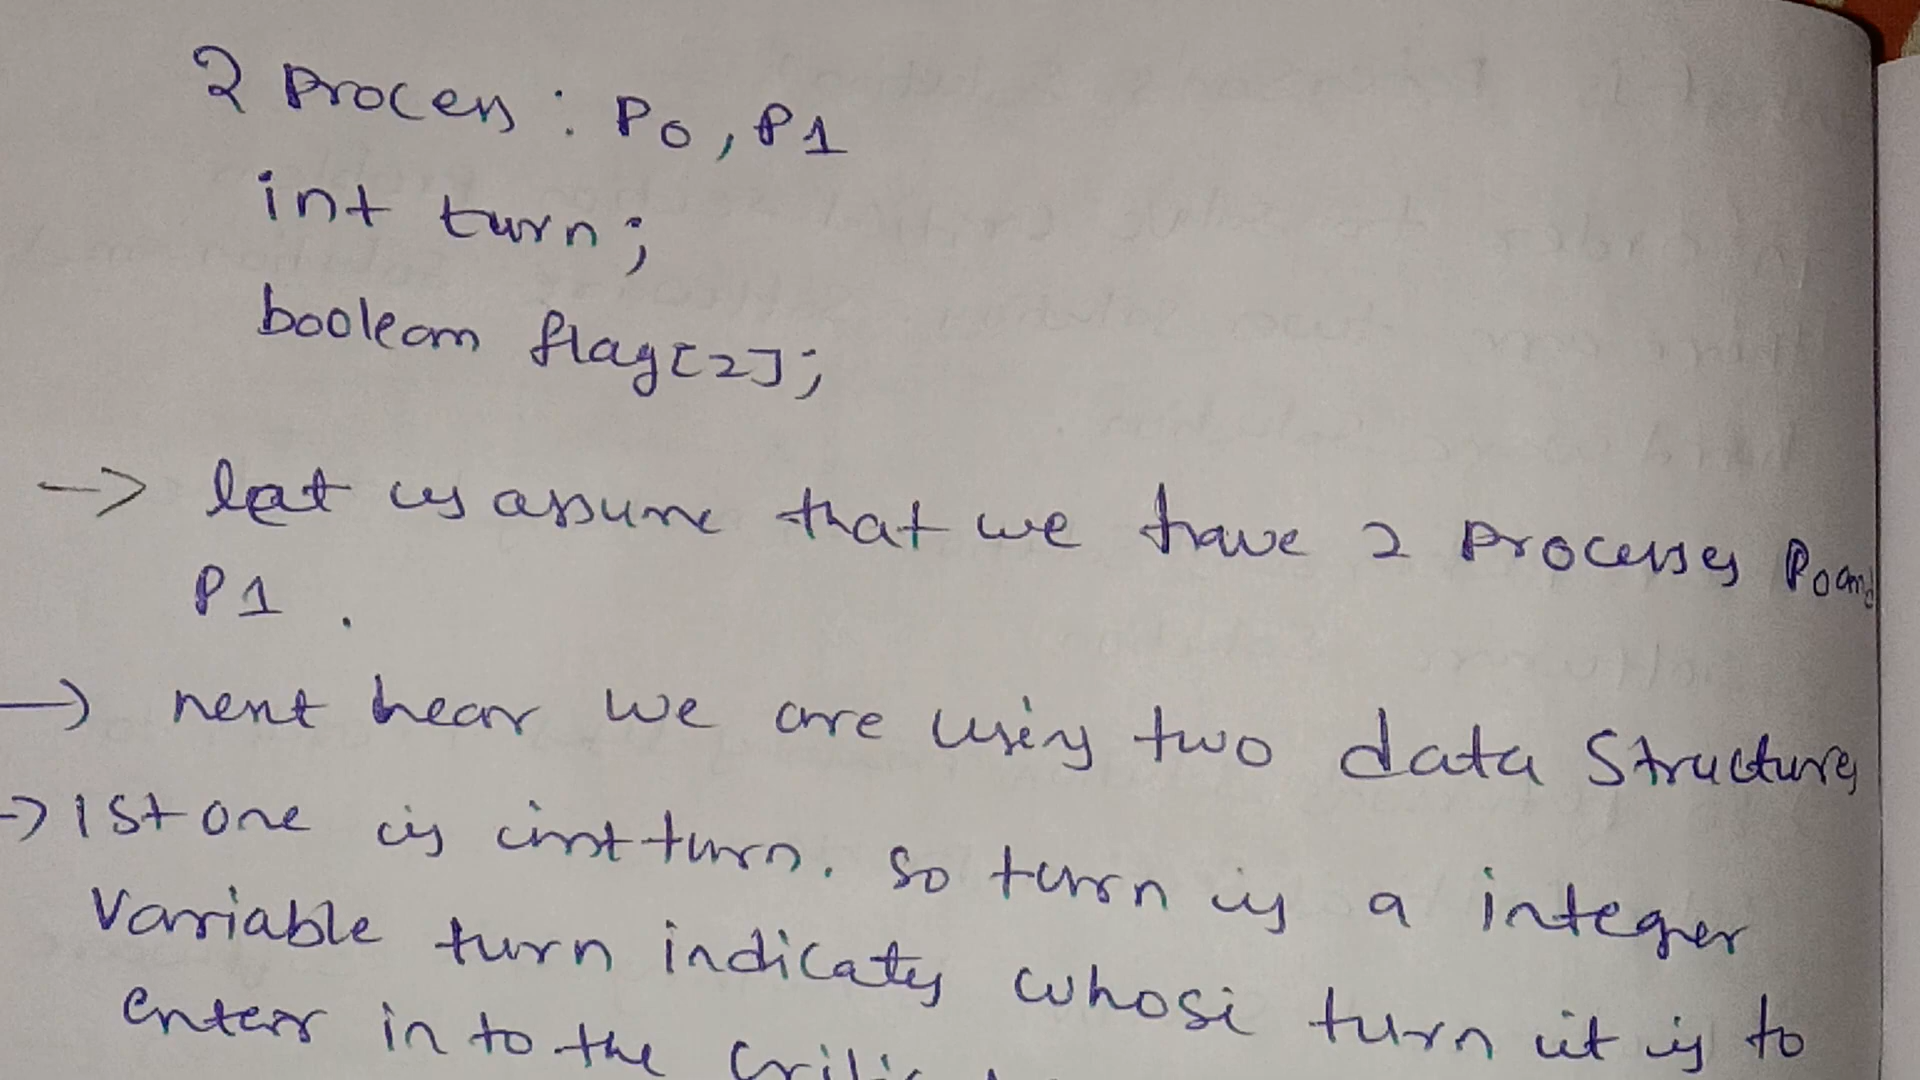 2 Process : P0, P1
int turn;
boolean flag[2];
-> let us assume that we have 2 Processes P0 and
P1 .
-> next hear we are using two data Structures
-> 1st one is int turn. So turn is a integer
Variable turn indicates whose turn it is to
enter in to the